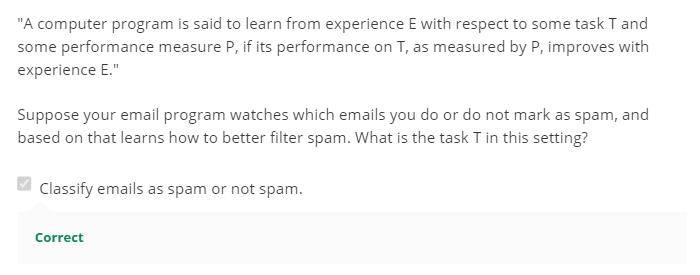 "A computer program is said to learn from experience E with respect to some task T and
some performance measure P, if its performance on T, as measured by P, improves with
experience E."
Suppose your email program watches which emails you do or do not mark as spam, and
based on that learns how to better filter spam. What is the task T in this setting?
Classify emails as spam or not spam.
Correct